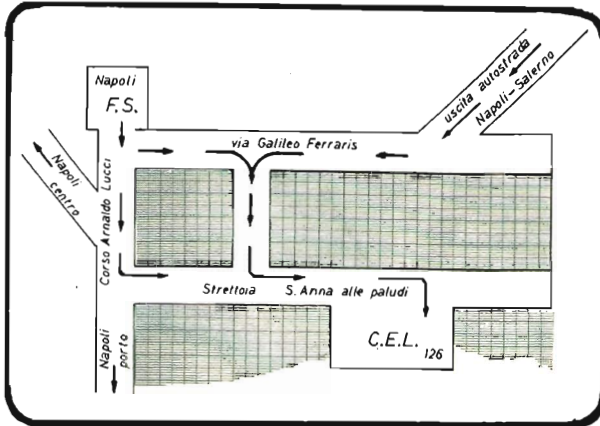 Napoli
F.S.
uscita autostrada
Napoli-Salerno
via Galileo Ferraris
Napoli
centro
Corso Arnaldo Lucci
Strettoia S. Anna alle paludi
C.E.L.
126
Napoli
porto